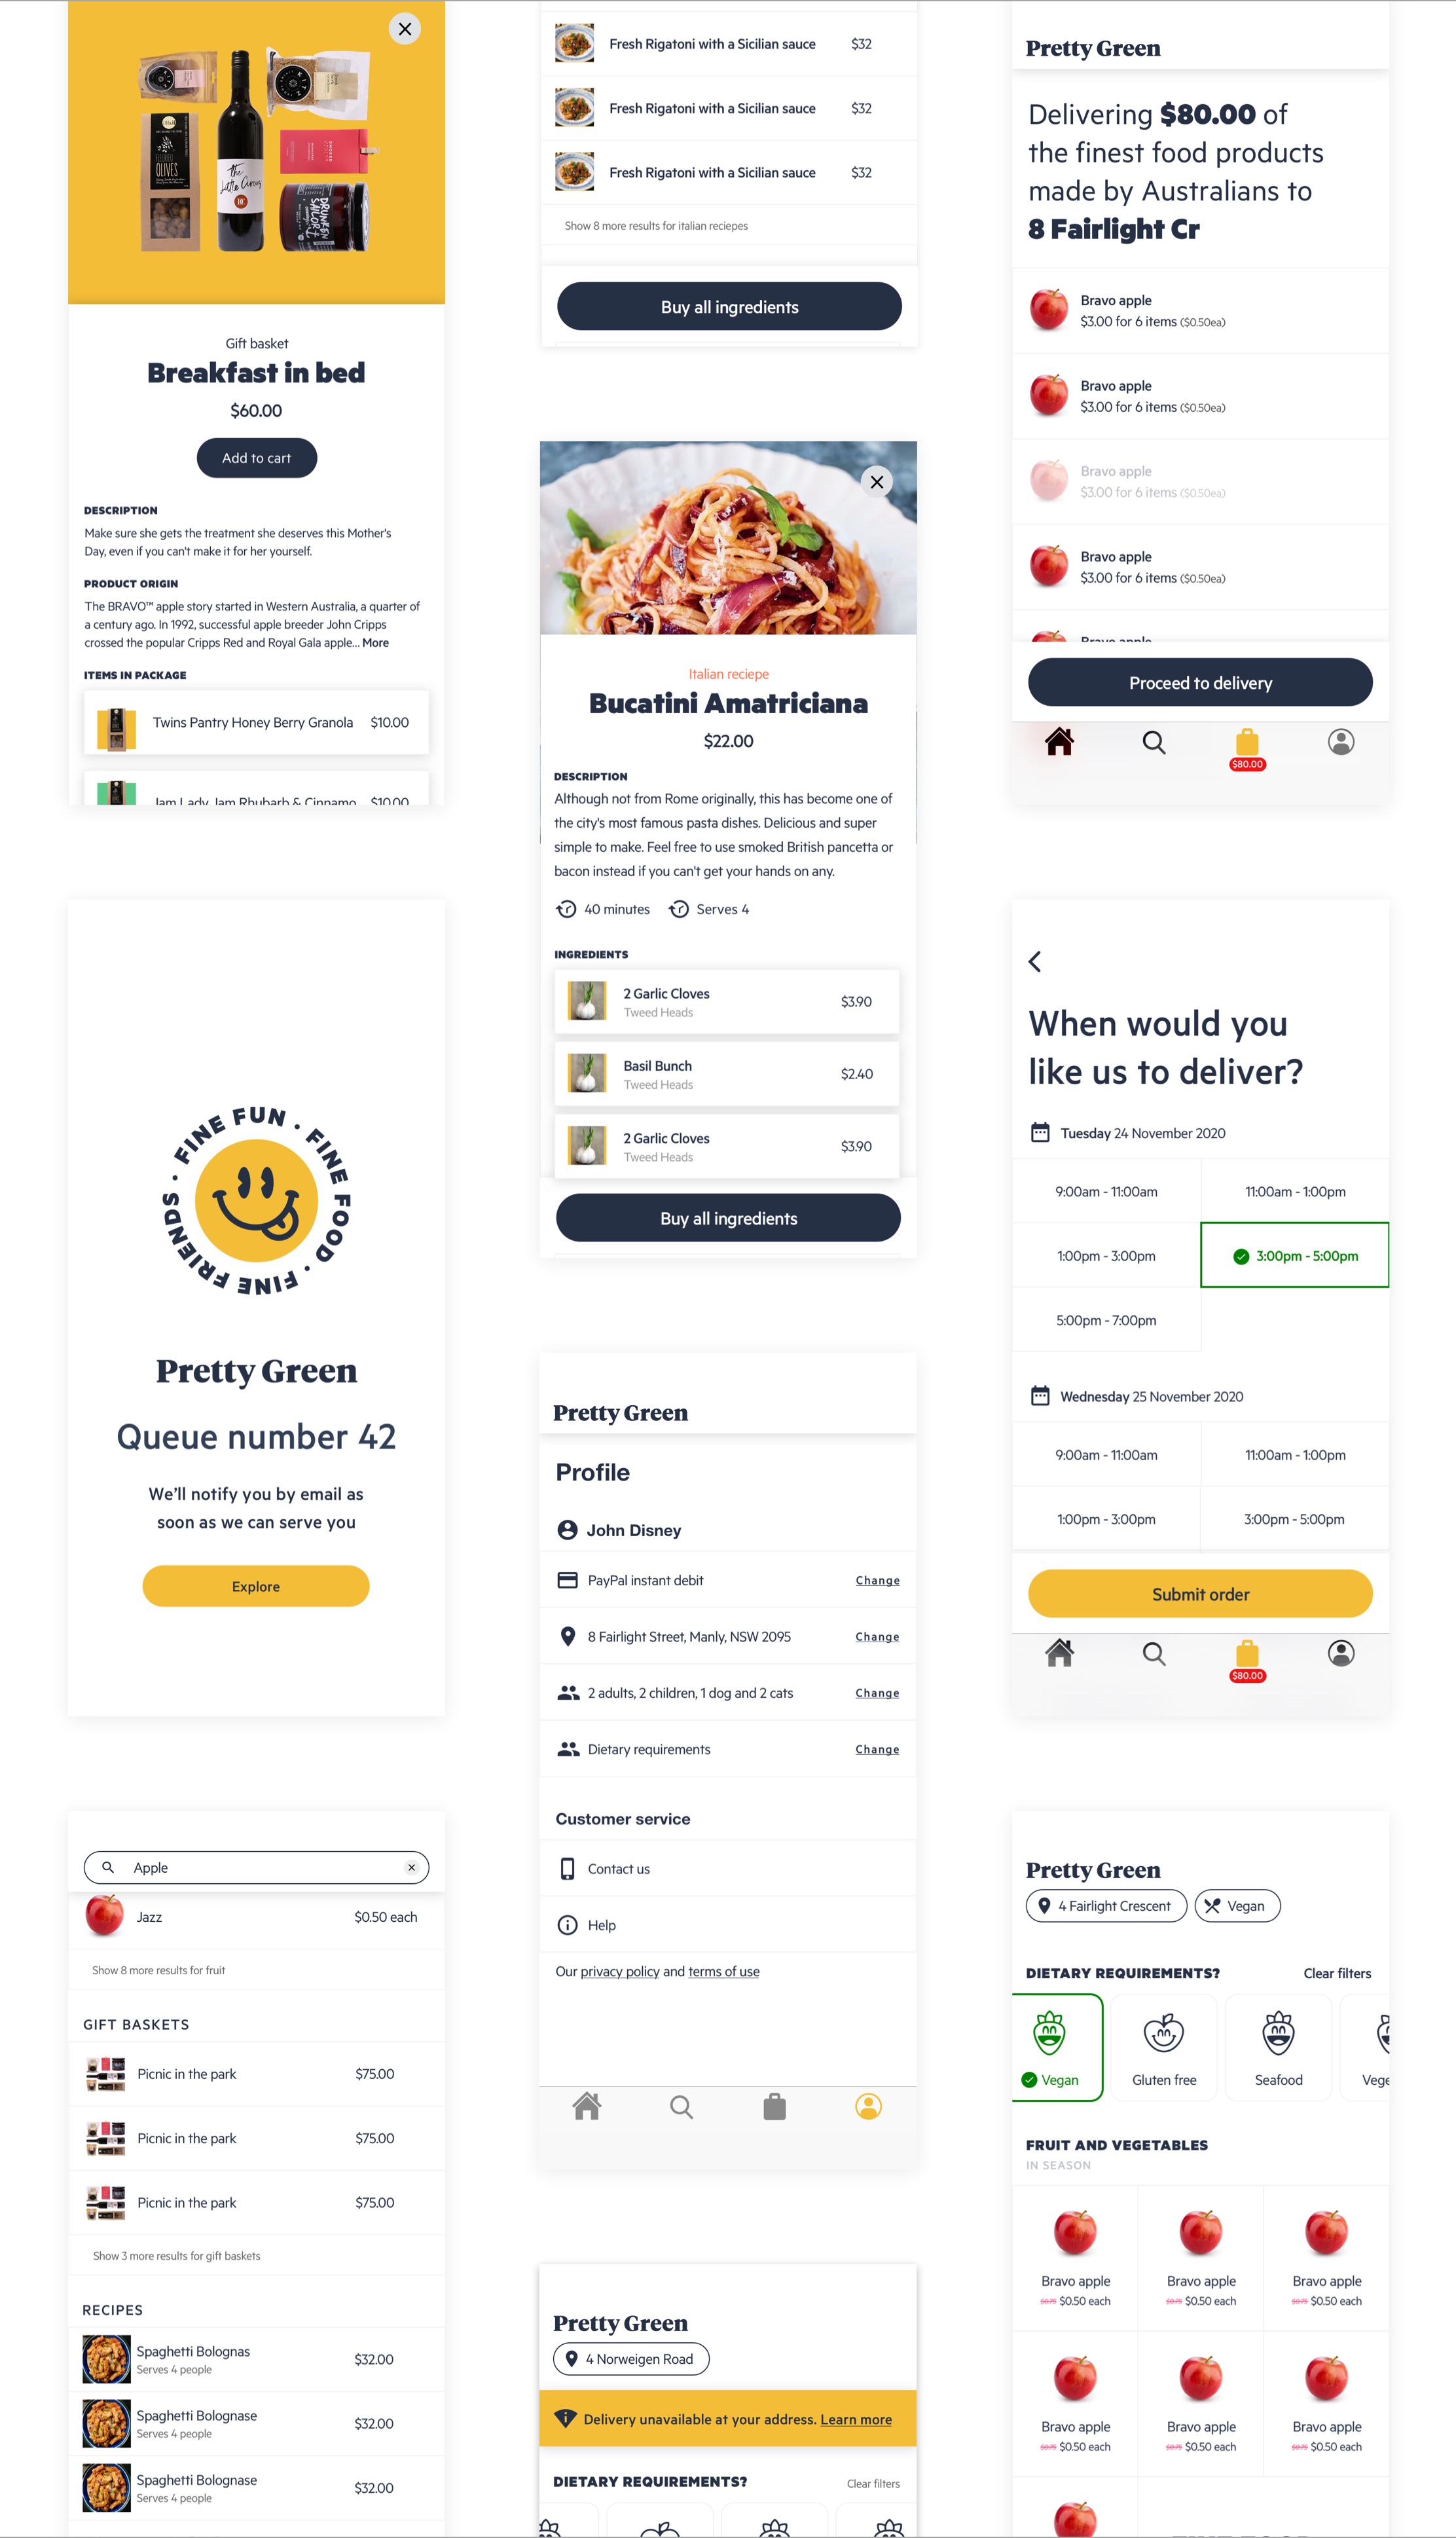 OLIVES
the
Little Circus
DRUNKEN
SAILOR
Gift basket
Breakfast in bed
$60.00
Add to cart
DESCRIPTION
Make sure she gets the treatment she deserves this Mother's
Day, even if you can't make it for her yourself.
PRODUCT ORIGIN
The BRAVO™ apple story started in Western Australia, a quarter of
a century ago. In 1992, successful apple breeder John Cripps
crossed the popular Cripps Red and Royal Gala apple... More
ITEMS IN PACKAGE
Twins Pantry Honey Berry Granola $10.00
Jam Lady Jam Rhubarb & Cinnamo $10.00
FINE FUN · FINE FOOD · FINE FRIENDS ·
Pretty Green
Queue number 42
We'll notify you by email as
soon as we can serve you
Explore
Apple
Jazz $0.50 each
Show 8 more results for fruit
GIFT BASKETS
Picnic in the park $75.00
Picnic in the park $75.00
Picnic in the park $75.00
Show 3 more results for gift baskets
RECIPES
Spaghetti Bolognas
Serves 4 people
$32.00
Spaghetti Bolognase
Serves 4 people
$32.00
Spaghetti Bolognase
Serves 4 people
$32.00
Fresh Rigatoni with a Sicilian sauce $32
Fresh Rigatoni with a Sicilian sauce $32
Fresh Rigatoni with a Sicilian sauce $32
Show 8 more results for italian reciepes
Buy all ingredients
Italian reciepe
Bucatini Amatriciana
$22.00
DESCRIPTION
Although not from Rome originally, this has become one of
the city's most famous pasta dishes. Delicious and super
simple to make. Feel free to use smoked British pancetta or
bacon instead if you can't get your hands on any.
40 minutes Serves 4
INGREDIENTS
2 Garlic Cloves
Tweed Heads
$3.90
Basil Bunch
Tweed Heads
$2.40
2 Garlic Cloves
Tweed Heads
$3.90
Buy all ingredients
Pretty Green
Profile
John Disney
PayPal instant debit Change
8 Fairlight Street, Manly, NSW 2095 Change
2 adults, 2 children, 1 dog and 2 cats Change
Dietary requirements Change
Customer service
Contact us
Help
Our privacy policy and terms of use
Pretty Green
4 Norweigen Road
Delivery unavailable at your address. Learn more
DIETARY REQUIREMENTS? Clear filters
Pretty Green
Delivering $80.00 of
the finest food products
made by Australians to
8 Fairlight Cr
Bravo apple
$3.00 for 6 items ($0.50ea)
Bravo apple
$3.00 for 6 items ($0.50ea)
Bravo apple
$3.00 for 6 items ($0.50ea)
Bravo apple
$3.00 for 6 items ($0.50ea)
Bravo apple
Proceed to delivery
$80.00
When would you
like us to deliver?
Tuesday 24 November 2020
9:00am - 11:00am 11:00am - 1:00pm
1:00pm - 3:00pm 3:00pm - 5:00pm
5:00pm - 7:00pm
Wednesday 25 November 2020
9:00am - 11:00am 11:00am - 1:00pm
1:00pm - 3:00pm 3:00pm - 5:00pm
Submit order
$80.00
Pretty Green
4 Fairlight Crescent Vegan
DIETARY REQUIREMENTS? Clear filters
Vegan Gluten free Seafood Vege
FRUIT AND VEGETABLES
IN SEASON
Bravo apple Bravo apple Bravo apple
$0.75 $0.50 each $0.75 $0.50 each $0.75 $0.50 each
Bravo apple Bravo apple Bravo apple
$0.75 $0.50 each $0.75 $0.50 each $0.75 $0.50 each